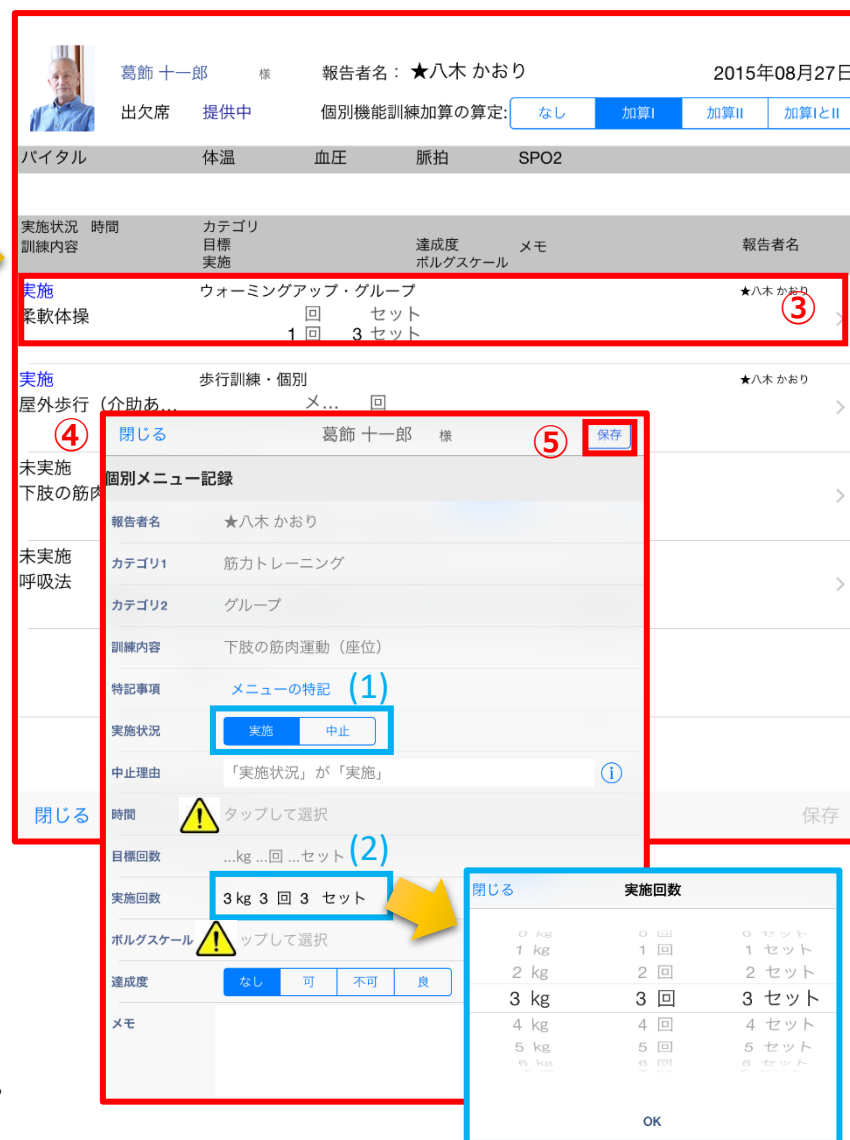 葛飾 十一郎 様 報告者名：★八木 かおり 2015年08月27日
出欠席 提供中 個別機能訓練加算の算定: なし 加算I 加算II 加算IとII
バイタル 体温 血圧 脈拍 SPO2
実施状況 時間 カテゴリ
訓練内容 目標 達成度 メモ 報告者名
実施 ボルグスケール
実施 ウォーミングアップ・グループ ★八木 かおり
柔軟体操 回 セット ③
1 回 3 セット
実施 歩行訓練・個別 ★八木 かおり
屋外歩行（介助あ... メ... 回
④ 閉じる 葛飾 十一郎 様 ⑤ 保存
未実施
下肢の筋肉
未実施
呼吸法
個別メニュー記録
報告者名 ★八木 かおり
カテゴリ1 筋力トレーニング
カテゴリ2 グループ
訓練内容 下肢の筋肉運動（座位）
特記事項 メニューの特記 (1)
実施状況 実施 中止
中止理由 「実施状況」が「実施」
閉じる 時間 タップして選択 保存
目標回数 ...kg ...回 ...セット (2)
実施回数 3 kg 3 回 3 セット
ボルグスケール ップして選択
達成度 なし 可 不可 良
メモ
閉じる 実施回数
0 kg 0 回 0 セット
1 kg 1 回 1 セット
2 kg 2 回 2 セット
3 kg 3 回 3 セット
4 kg 4 回 4 セット
5 kg 5 回 5 セット
6 kg 6 回 6 セット
OK